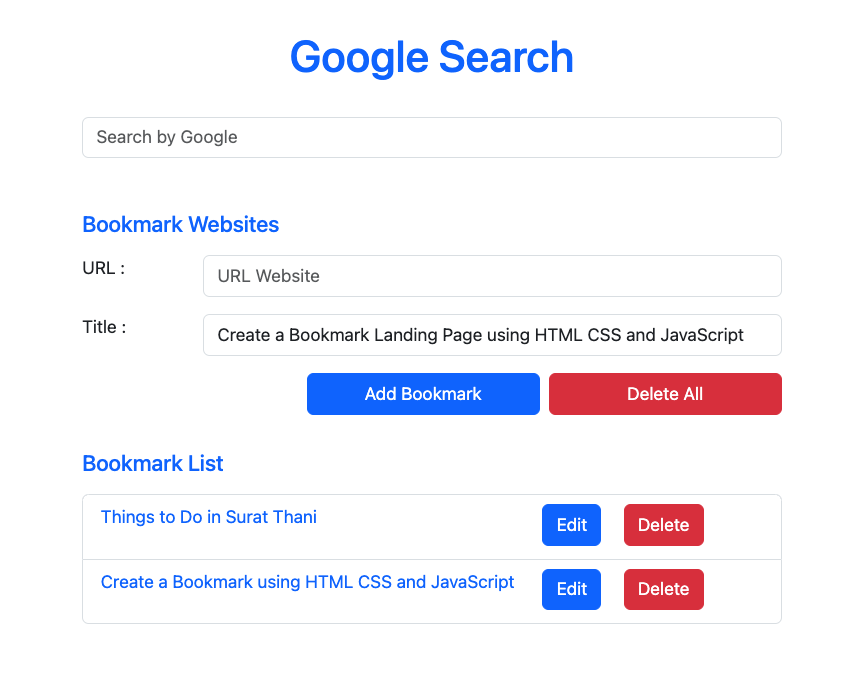 Google Search
Search by Google
Bookmark Websites
URL :
URL Website
Title :
Create a Bookmark Landing Page using HTML CSS and JavaScript
Add Bookmark
Delete All
Bookmark List
Things to Do in Surat Thani
Edit
Delete
Create a Bookmark using HTML CSS and JavaScript
Edit
Delete